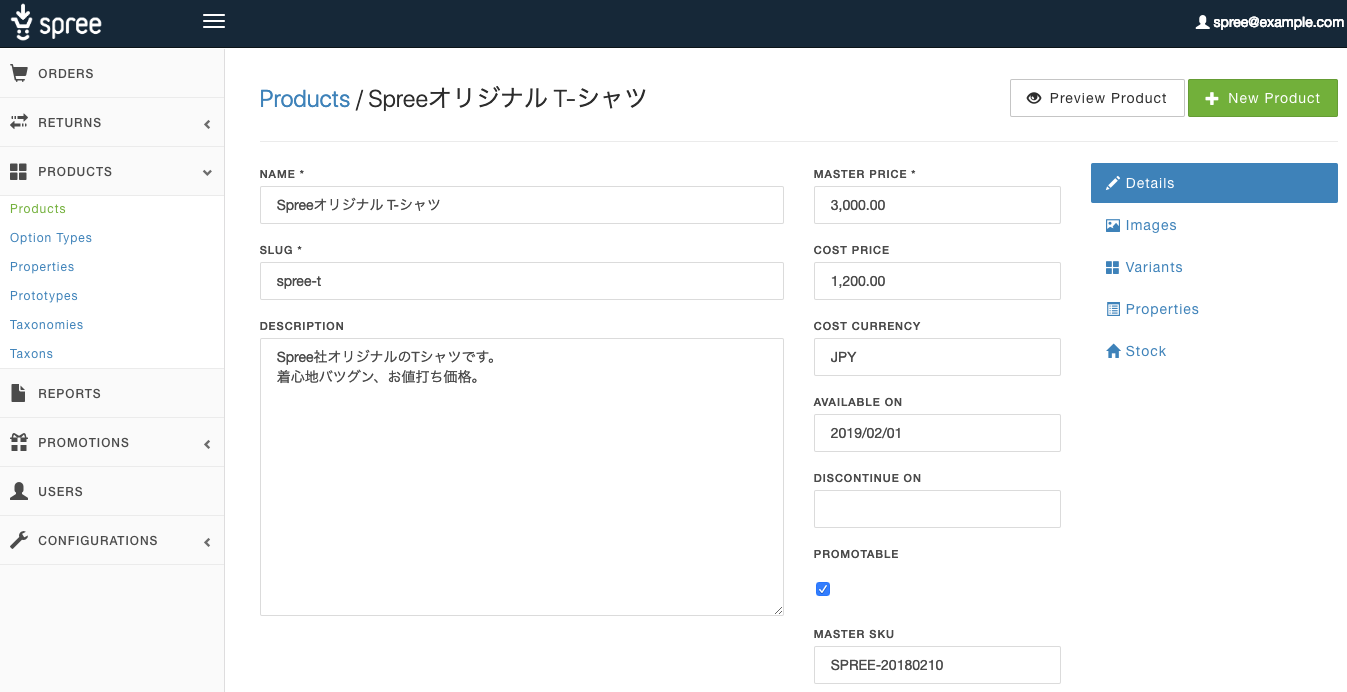 spree
spree@example.com
ORDERS
RETURNS
PRODUCTS
Products
Option Types
Properties
Prototypes
Taxonomies
Taxons
REPORTS
PROMOTIONS
USERS
CONFIGURATIONS
Products / Spreeオリジナル T-シャツ
Preview Product
New Product
NAME *
Spreeオリジナル T-シャツ
SLUG *
spree-t
DESCRIPTION
Spree社オリジナルのTシャツです。
着心地バツグン、お値打ち価格。
MASTER PRICE *
3,000.00
COST PRICE
1,200.00
COST CURRENCY
JPY
AVAILABLE ON
2019/02/01
DISCONTINUE ON
PROMOTABLE
MASTER SKU
SPREE-20180210
Details
Images
Variants
Properties
Stock